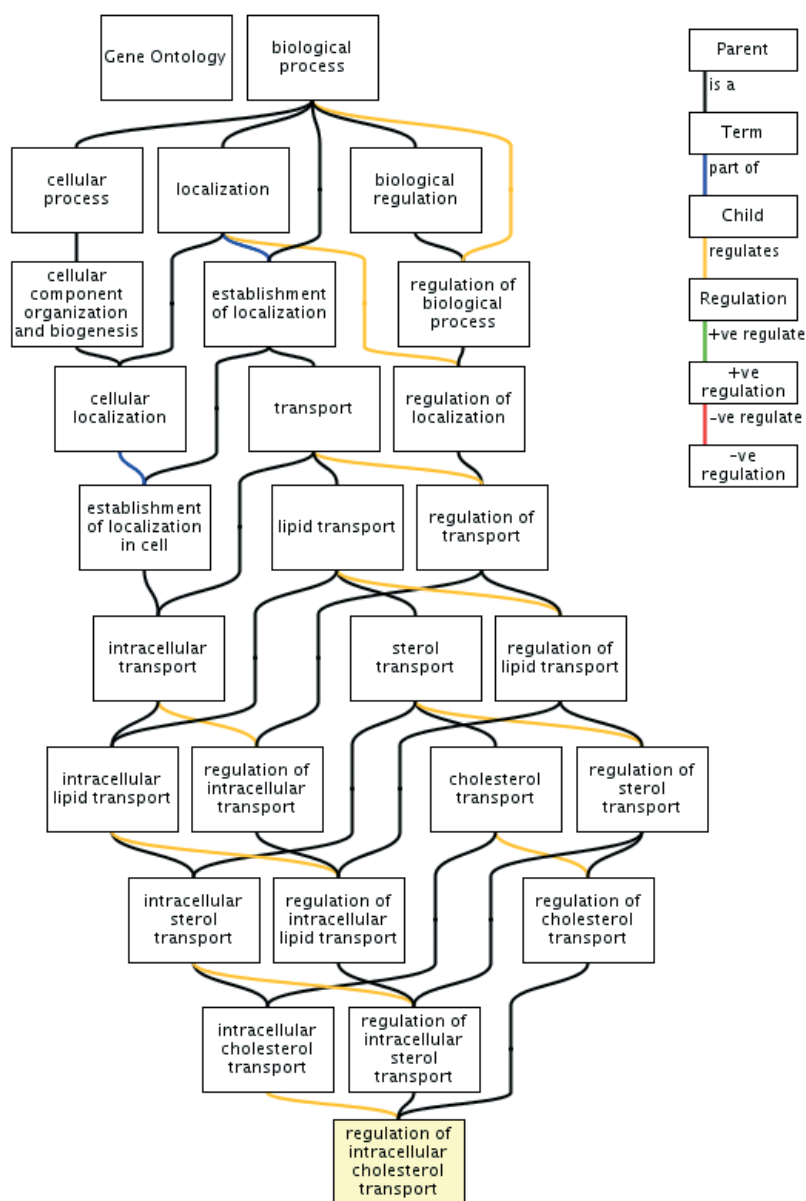 Gene Ontology
biological
process
Parent
is a
Term
part of
Child
regulates
Regulation
+ve regulate
+ve
regulation
-ve regulate
-ve
regulation
cellular
process
localization
biological
regulation
cellular
component
organization
and biogenesis
establishment
of localization
regulation of
biological
process
cellular
localization
transport
regulation of
localization
establishment
of localization
in cell
lipid transport
regulation of
transport
intracellular
transport
sterol
transport
regulation of
lipid transport
intracellular
lipid transport
regulation of
intracellular
transport
cholesterol
transport
regulation of
sterol
transport
intracellular
sterol
transport
regulation of
intracellular
lipid transport
regulation of
cholesterol
transport
intracellular
cholesterol
transport
regulation of
intracellular
sterol
transport
regulation of
intracellular
cholesterol
transport